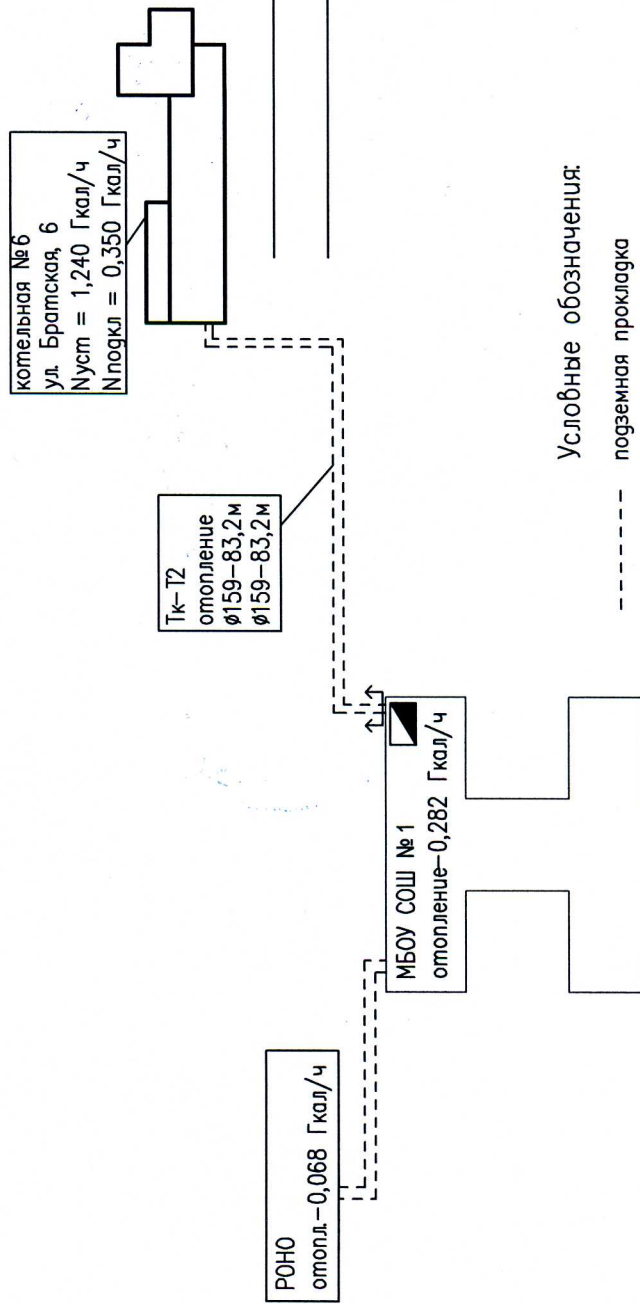 котельная №6
ул. Братская, 6
Nуст = 1,240 Гкал/ч
Nподкл = 0,350 Гкал/ч
Тк-Т2
отопление
ø159-83,2м
ø159-83,2м
РОНО
отопл.-0,068 Гкал/ч
МБОУ СОШ №1
отопление-0,282 Гкал/ч
Условные обозначения:
подземная прокладка